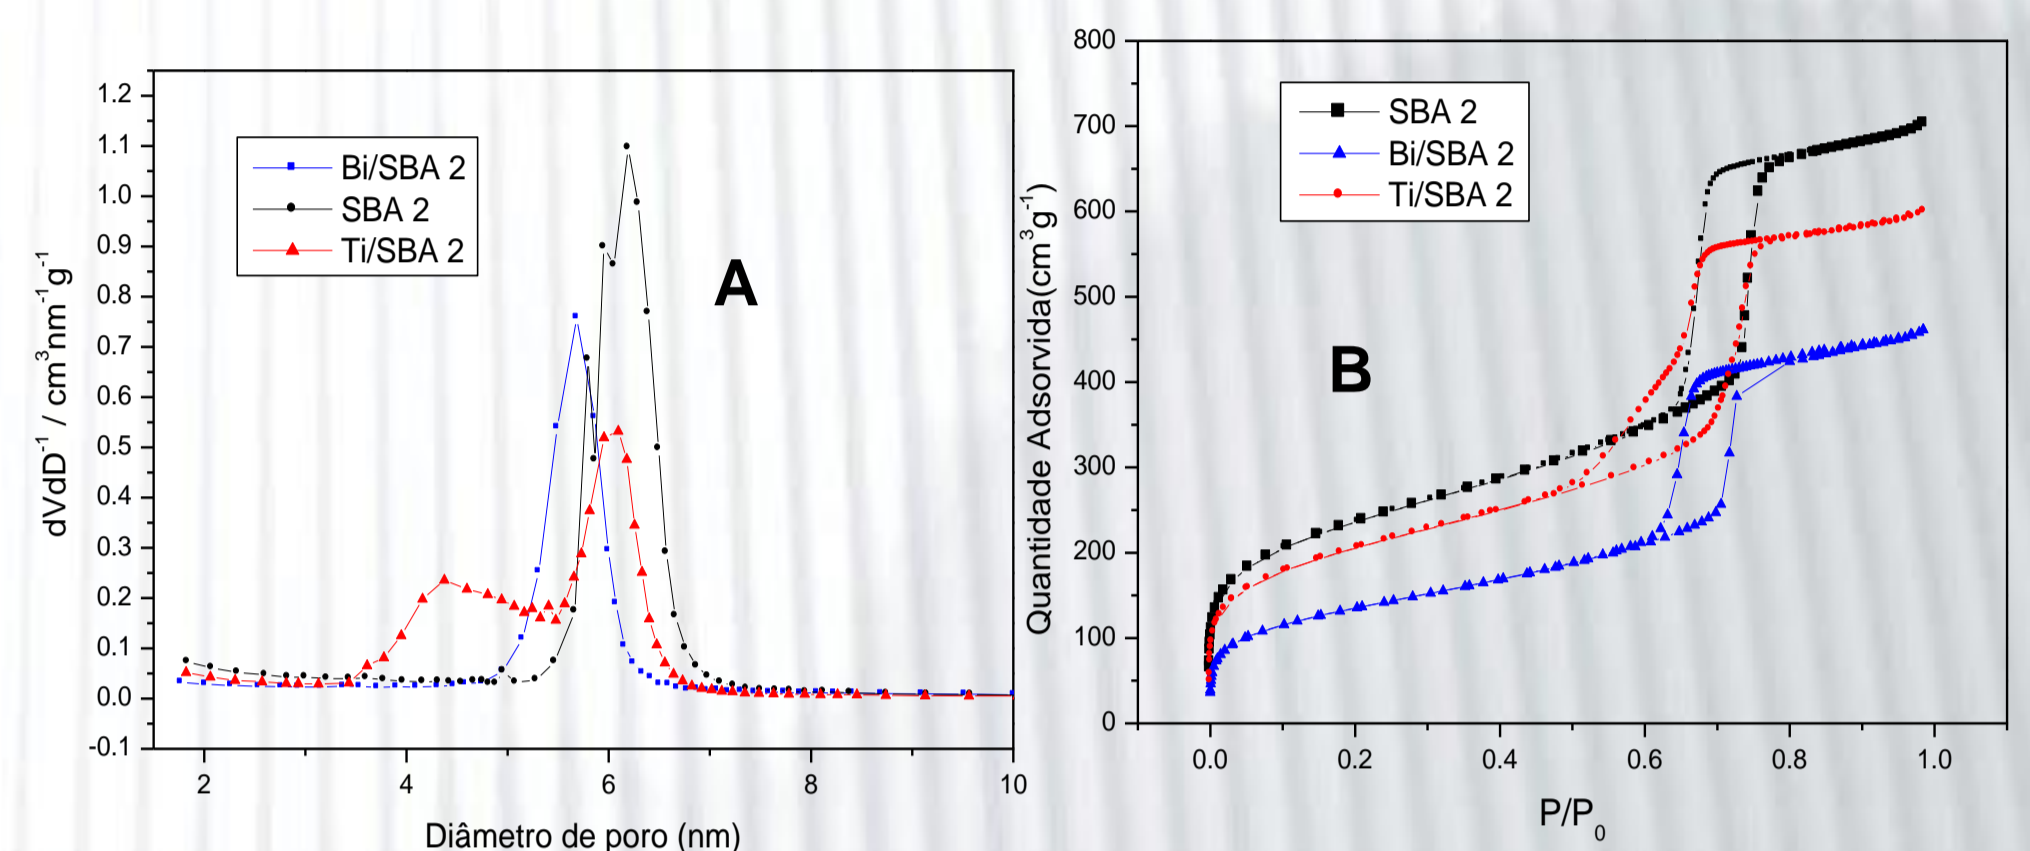 1.2
1.1
1.0
0.9
0.8
0.7
0.6
0.5
0.4
0.3
0.2
0.1
0.0
-0.1
dVdD-1 / cm3nm-1g-1
Bi/SBA 2
SBA 2
Ti/SBA 2
A
2 4 6 8 10
Diâmetro de poro (nm)
800
700
600
500
400
300
200
100
0
Quantidade Adsorvida(cm3g-1)
SBA 2
Bi/SBA 2
Ti/SBA 2
B
0.0 0.2 0.4 0.6 0.8 1.0
P/P0